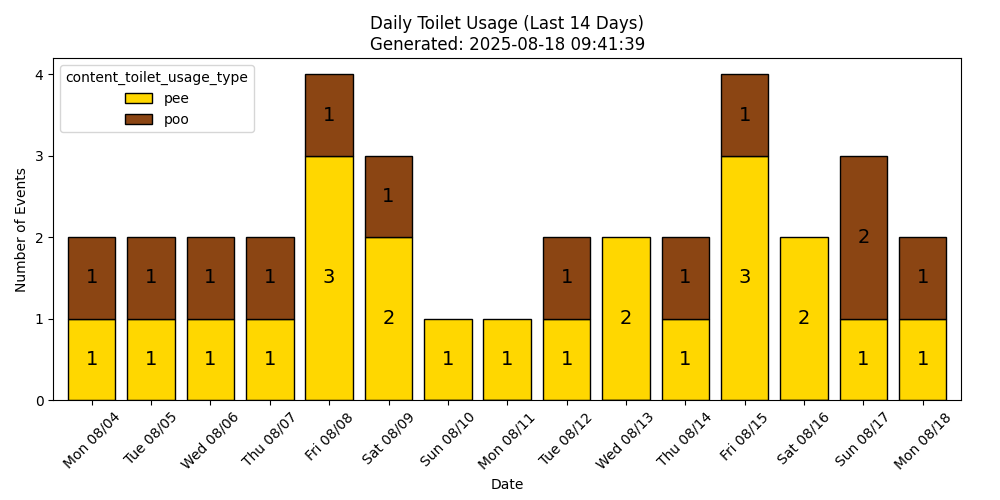 Daily Toilet Usage (Last 14 Days)
Generated: 2025-08-18 09:41:39
content_toilet_usage_type
pee
poo
Number of Events
4
3
2
1
0
1 1 1 1 1 1 1 1 1 1 2 1
1 1 1 1 3 2 1 1 1 2 1 3 2 1 1
Mon 08/04 Tue 08/05 Wed 08/06 Thu 08/07 Fri 08/08 Sat 08/09 Sun 08/10 Mon 08/11 Tue 08/12 Wed 08/13 Thu 08/14 Fri 08/15 Sat 08/16 Sun 08/17 Mon 08/18
Date